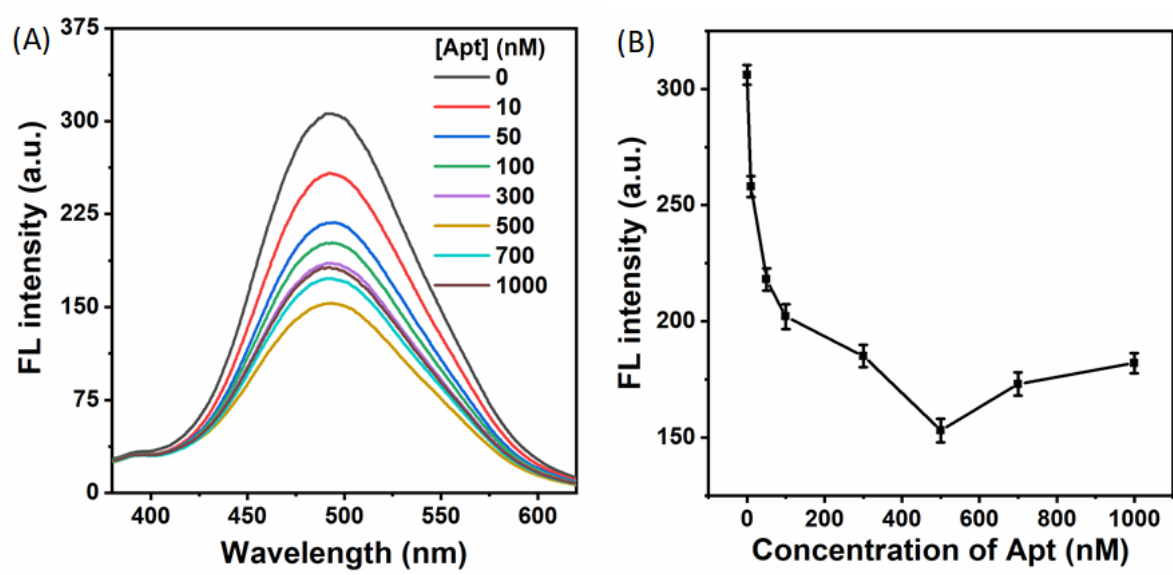 (A)
375
300
225
150
75
0
FL intensity (a.u.)
400 450 500 550 600
Wavelength (nm)
[Apt] (nM)
0
10
50
100
300
500
700
1000
(B)
300
250
200
150
FL intensity (a.u.)
0 200 400 600 800 1000
Concentration of Apt (nM)